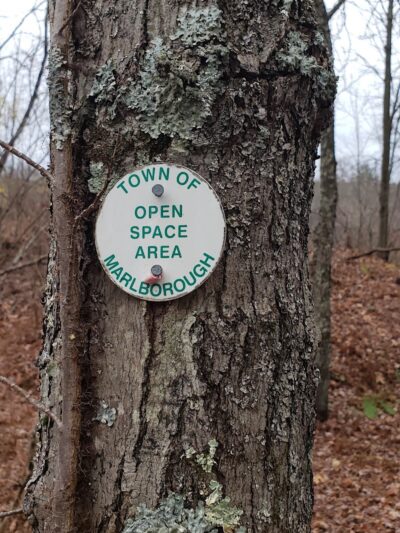 TOWN OF
OPEN
SPACE
AREA
MARLBOROUGH